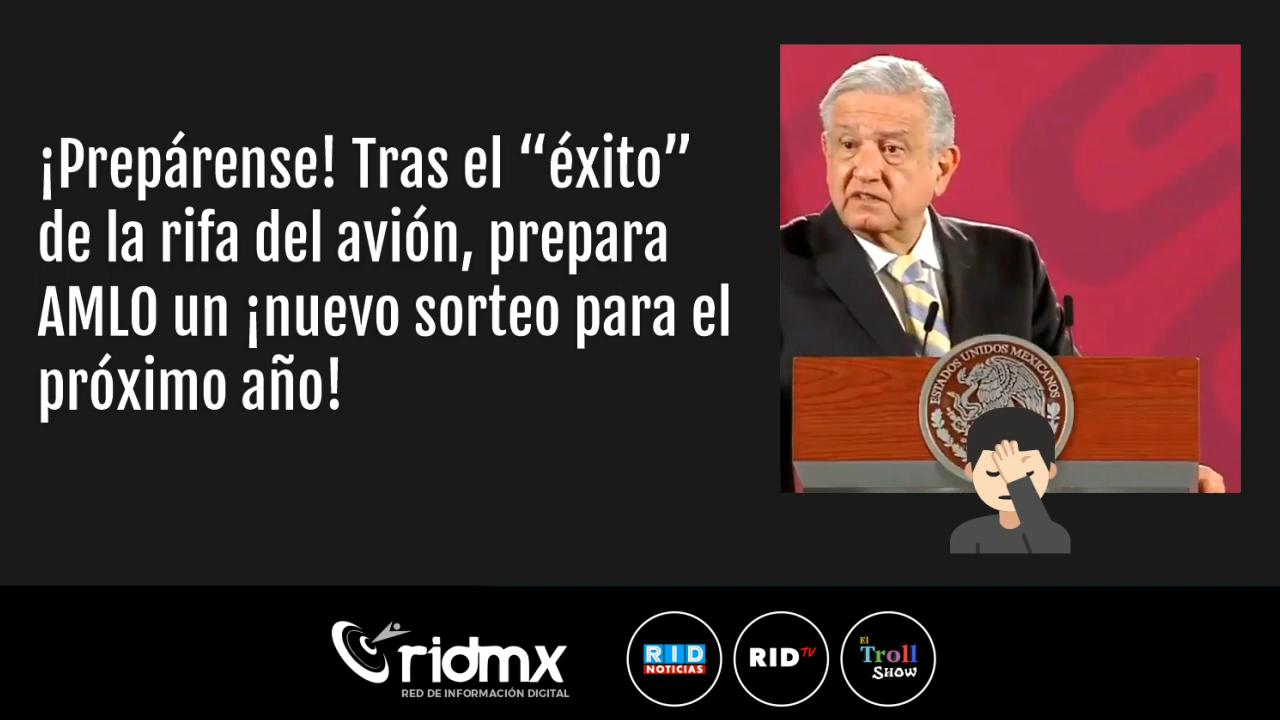 ¡Prepárense! Tras el “éxito”
de la rifa del avión, prepara
AMLO un ¡nuevo sorteo para el
próximo año!
ESTADOS UNIDOS MEXICANOS
ridmx
RED DE INFORMACIÓN DIGITAL
RID
NOTICIAS
RID TV
El
Troll
Show